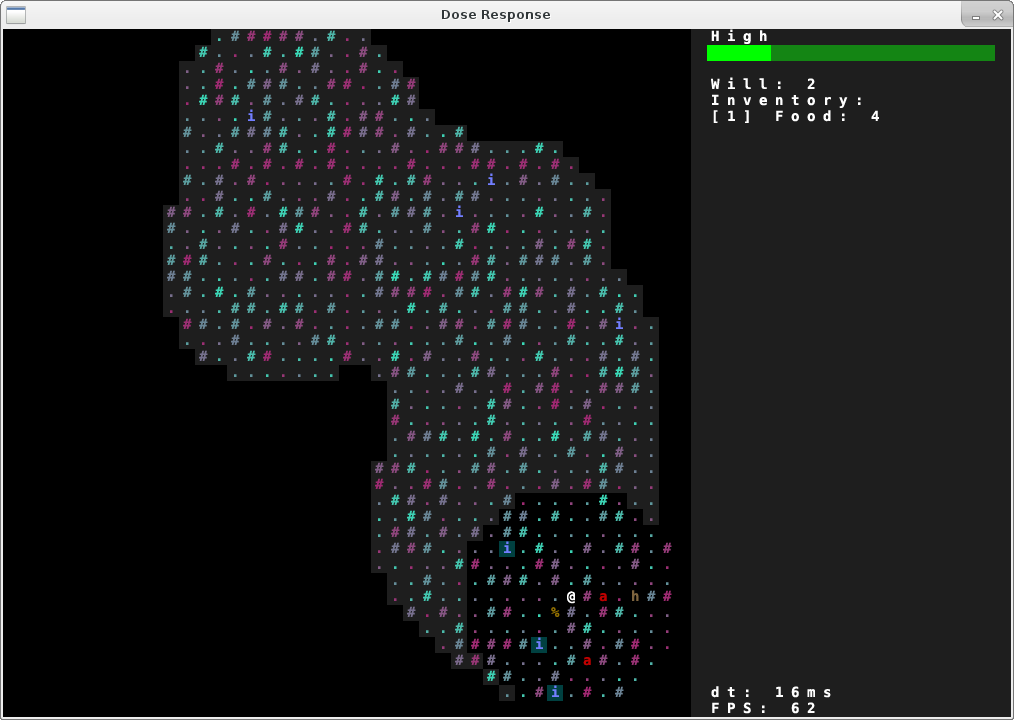 Dose Response
High
Will: 2
Inventory:
[1] Food: 4
dt: 16ms
FPS: 62